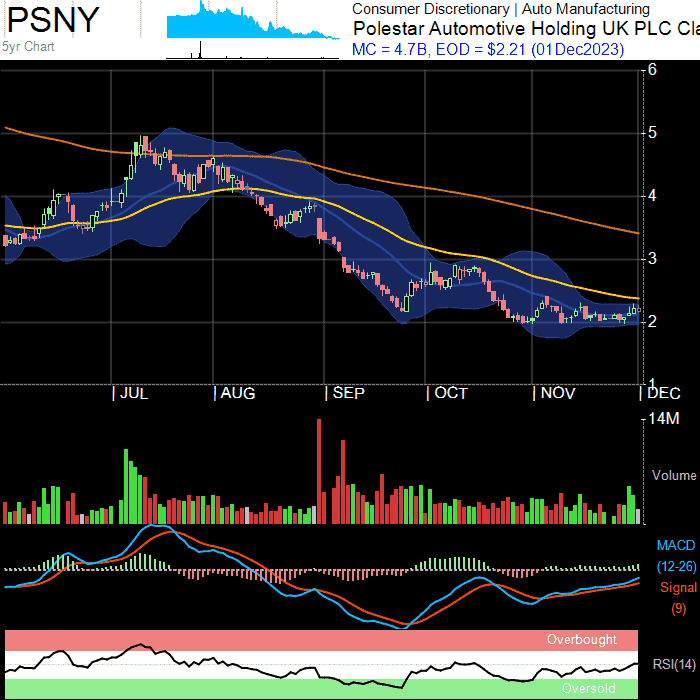 PSNY
5yr Chart
Consumer Discretionary | Auto Manufacturing
Polestar Automotive Holding UK PLC Cla
MC = 4.7B, EOD = $2.21 (01Dec2023)
6
5
4
3
2
1
JUL
AUG
SEP
OCT
NOV
DEC
14M
Volume
MACD
(12-26)
Signal
(9)
Overbought
RSI(14)
Oversold